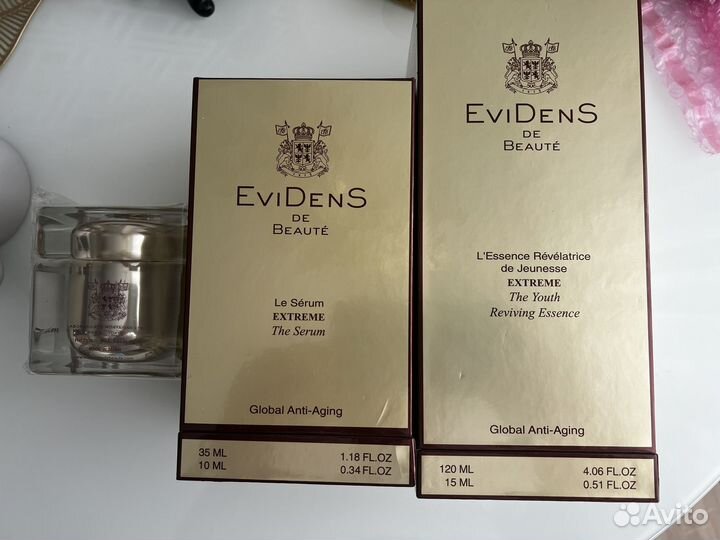 EVIDENS
DE
BEAUTÉ
Le Sérum
EXTREME
The Serum
Global Anti-Aging
35 ML 1.18 FL.OZ
10 ML 0.34 FL.OZ
EVIDENS
DE
BEAUTÉ
L'Essence Révélatrice
de Jeunesse
EXTREME
The Youth
Reviving Essence
Global Anti-Aging
120 ML 4.06 FL.OZ
15 ML 0.51 FL.OZ
Avito